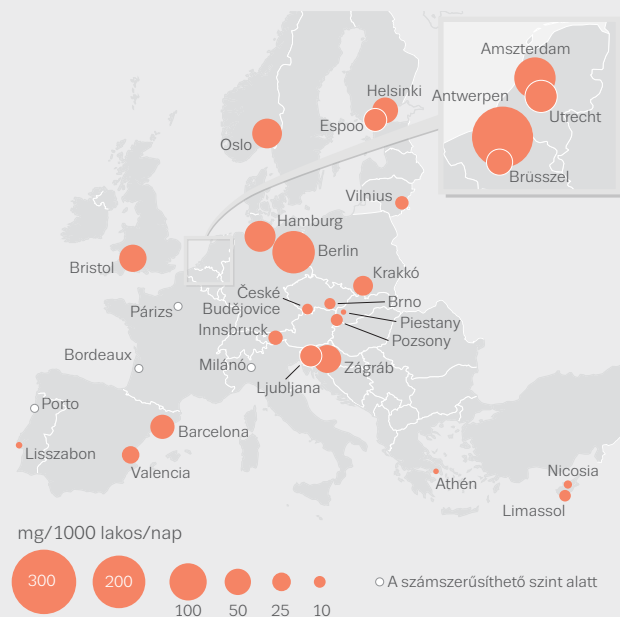 Amszterdam
Antwerpen
Utrecht
Brüsszel
Helsinki
Espoo
Oslo
Vilnius
Hamburg
Berlin
Bristol
Krakkó
České
Budějovice
Brno
Párizs
Piestany
Innsbruck
Pozsony
Bordeaux
Milánó
Zágráb
Ljubljana
Porto
Barcelona
Lisszabon
Valencia
Nicosia
Athén
Limassol
mg/1000 lakos/nap
300
200
100
50
25
10
A számszerűsíthető szint alatt